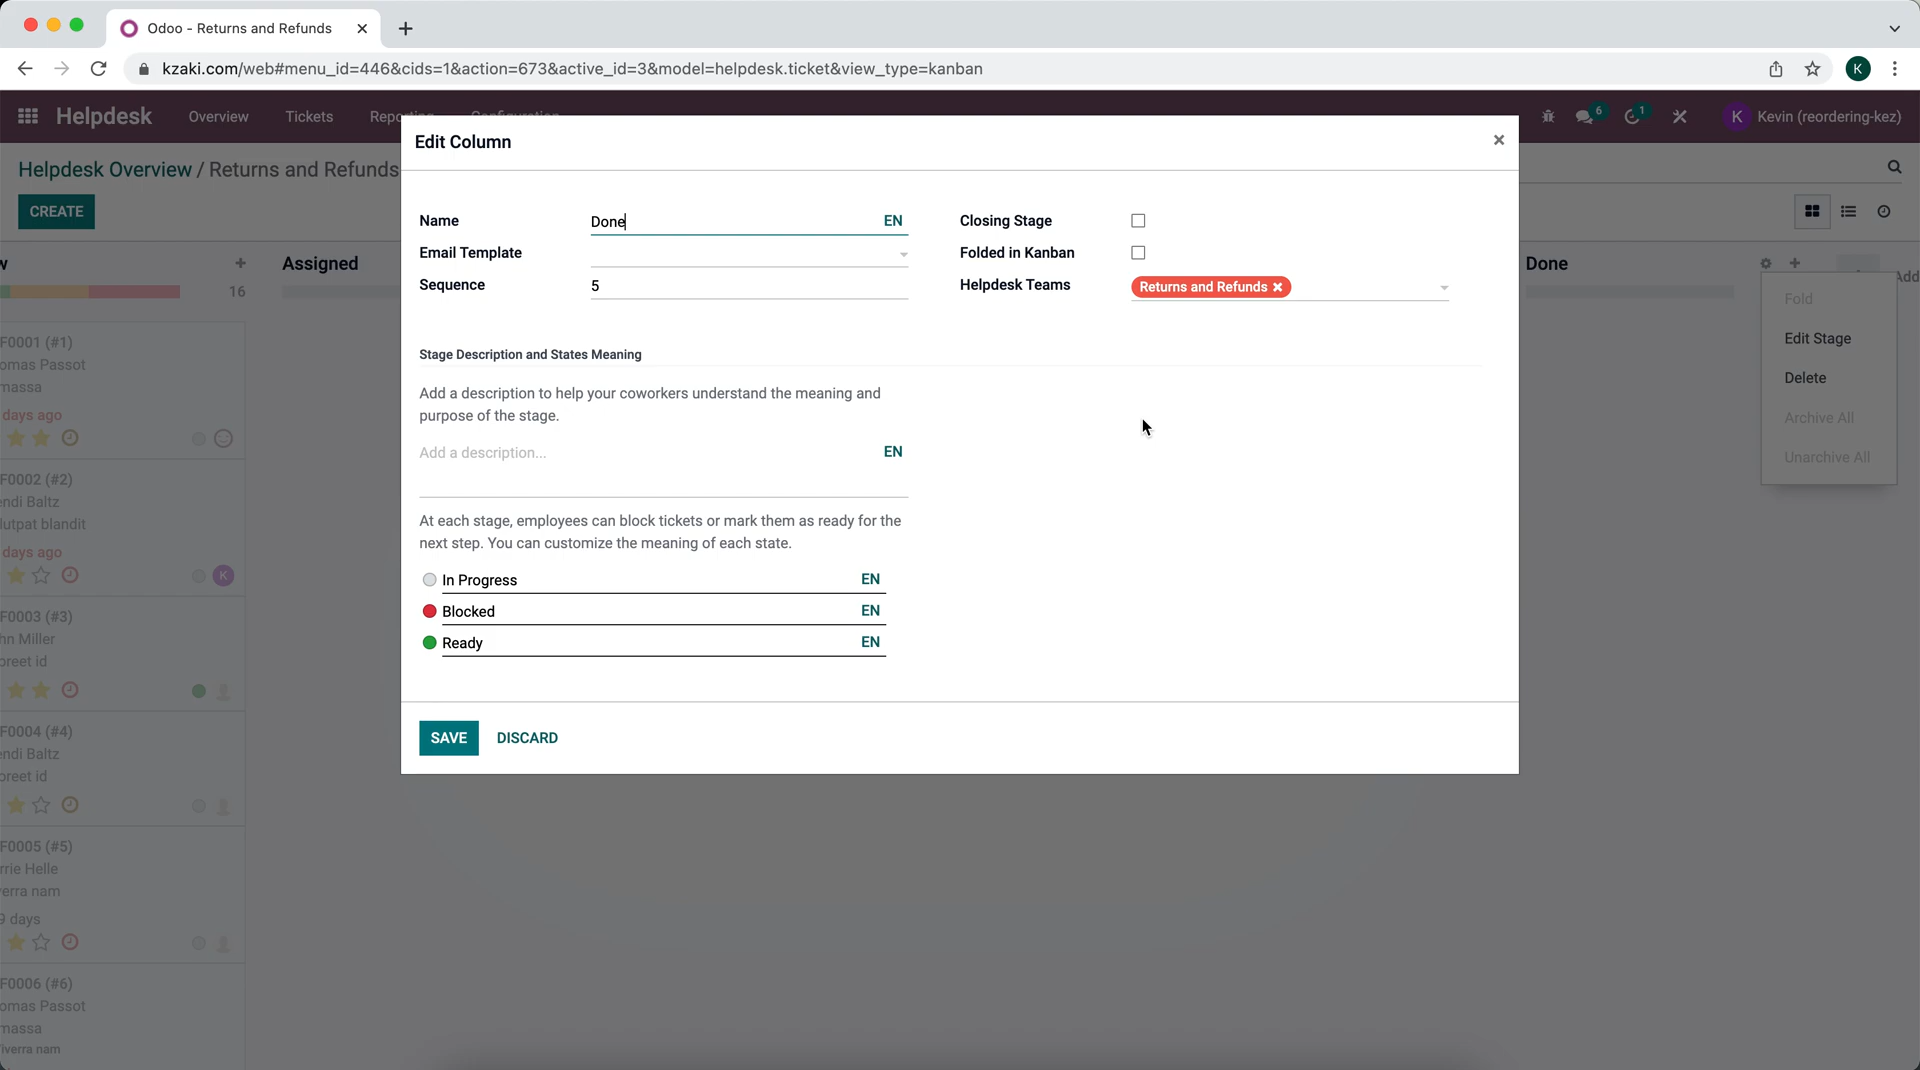 Odoo - Returns and Refunds
kzaki.com/web#menu_id=446&cids=1&action=673&active_id=3&model=helpdesk.ticket&view_type=kanban
K
Helpdesk Overview Tickets Reporting Configuration 6 1 K Kevin (reordering-kez)
Edit Column
Helpdesk Overview / Returns and Refunds
CREATE
Name Done EN Closing Stage
Email Template Folded in Kanban
Sequence 5 Helpdesk Teams Returns and Refunds
w Assigned Done Add
16
Fold
Edit Stage
Delete
Archive All
Unarchive All
Stage Description and States Meaning
Add a description to help your coworkers understand the meaning and
purpose of the stage.
Add a description... EN
At each stage, employees can block tickets or mark them as ready for the
next step. You can customize the meaning of each state.
In Progress EN
Blocked EN
Ready EN
SAVE DISCARD
F0001 (#1)
omas Passot
massa
days ago
F0002 (#2)
endi Baltz
lutpat blandit
days ago
K
F0003 (#3)
hn Miller
oreet id
F0004 (#4)
endi Baltz
oreet id
F0005 (#5)
rrie Helle
verra nam
9 days
F0006 (#6)
omas Passot
massa
iverra nam